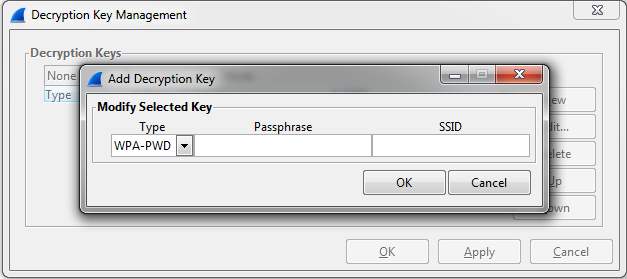 Decryption Key Management
Decryption Keys
None
Add Decryption Key
Type
Modify Selected Key
Type Passphrase SSID
WPA-PWD
OK Cancel
OK Apply Cancel